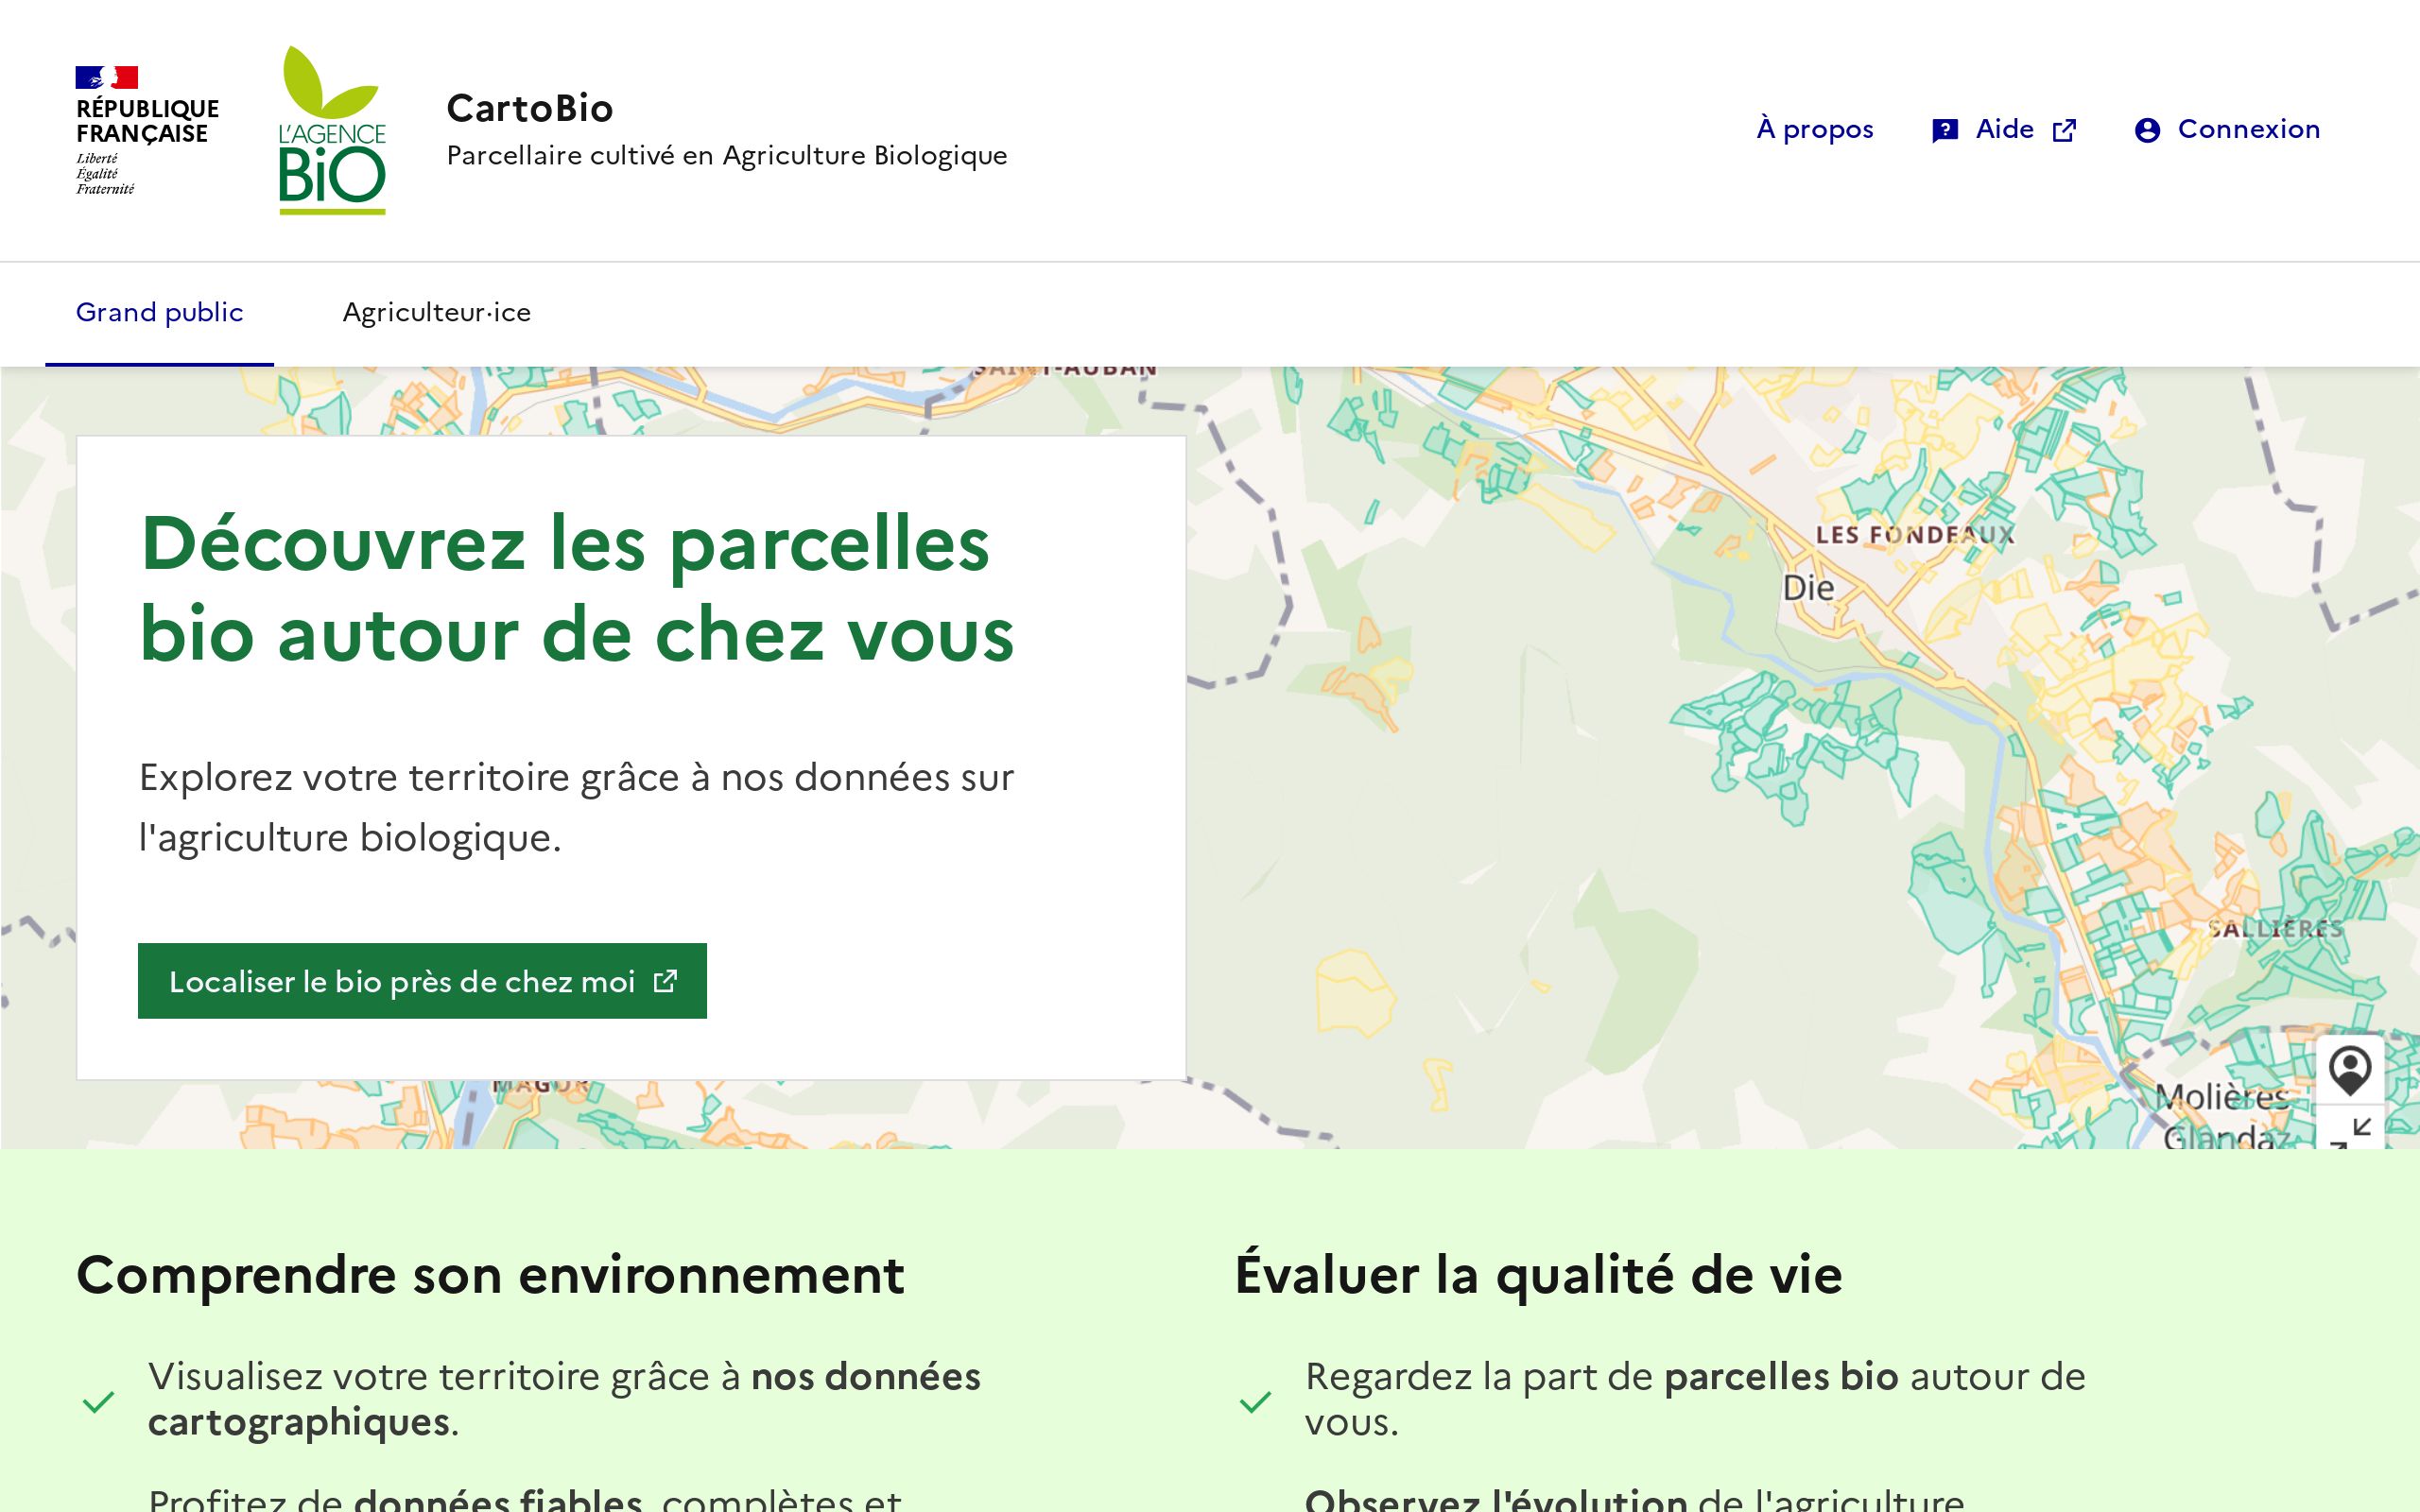 RÉPUBLIQUE
FRANÇAISE
Liberté
Égalité
Fraternité
L'AGENCE
BiO
CartoBio
Parcellaire cultivé en Agriculture Biologique
À propos
Aide
Connexion
Grand public
Agriculteur·ice
SAINT-AUBAN
Découvrez les parcelles
bio autour de chez vous
Explorez votre territoire grâce à nos données sur
l'agriculture biologique.
Localiser le bio près de chez moi
LES FONDEAUX
Die
SALLIÈRES
MAGOR
Molières
Glandaz
Comprendre son environnement
Visualisez votre territoire grâce à nos données
cartographiques.
Profitez de données fiables, complètes et
Évaluer la qualité de vie
Regardez la part de parcelles bio autour de
vous.
Observez l'évolution de l'agriculture